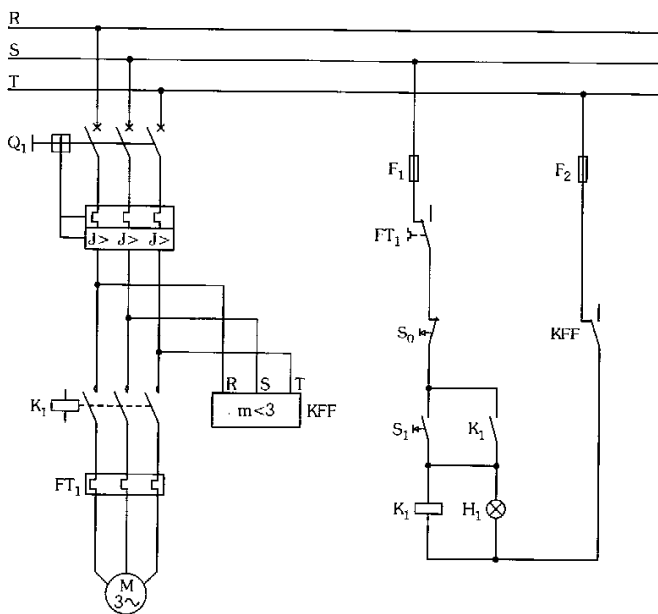 R
S
T
Q₁
J> J> J>
F₁
F₂
FT₁
S₀
KFF
R S T
m<3 KFF
K₁
S₁
K₁
FT₁
K₁
H₁
M
3~